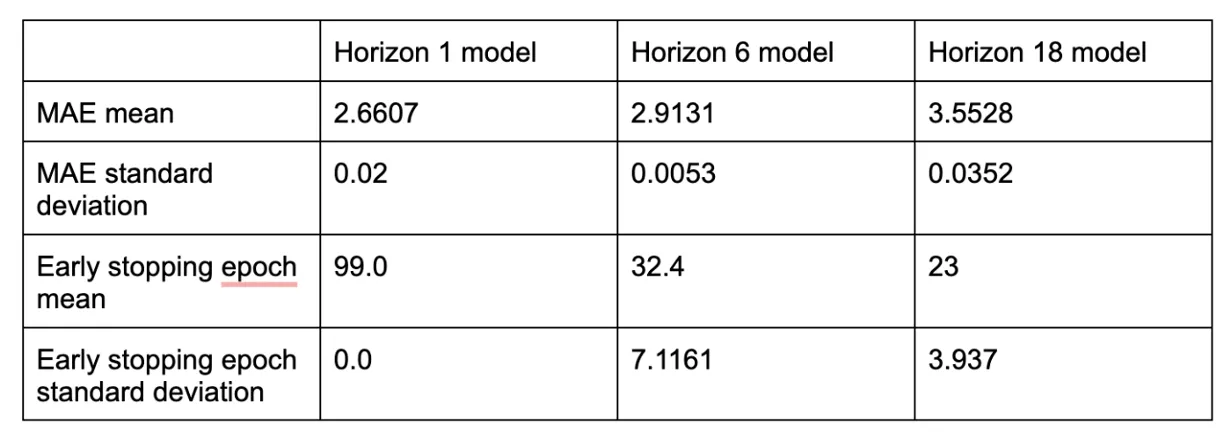 Horizon 1 model Horizon 6 model Horizon 18 model
MAE mean 2.6607 2.9131 3.5528
MAE standard 0.02 0.0053 0.0352
deviation
Early stopping epoch 99.0 32.4 23
mean
Early stopping epoch 0.0 7.1161 3.937
standard deviation